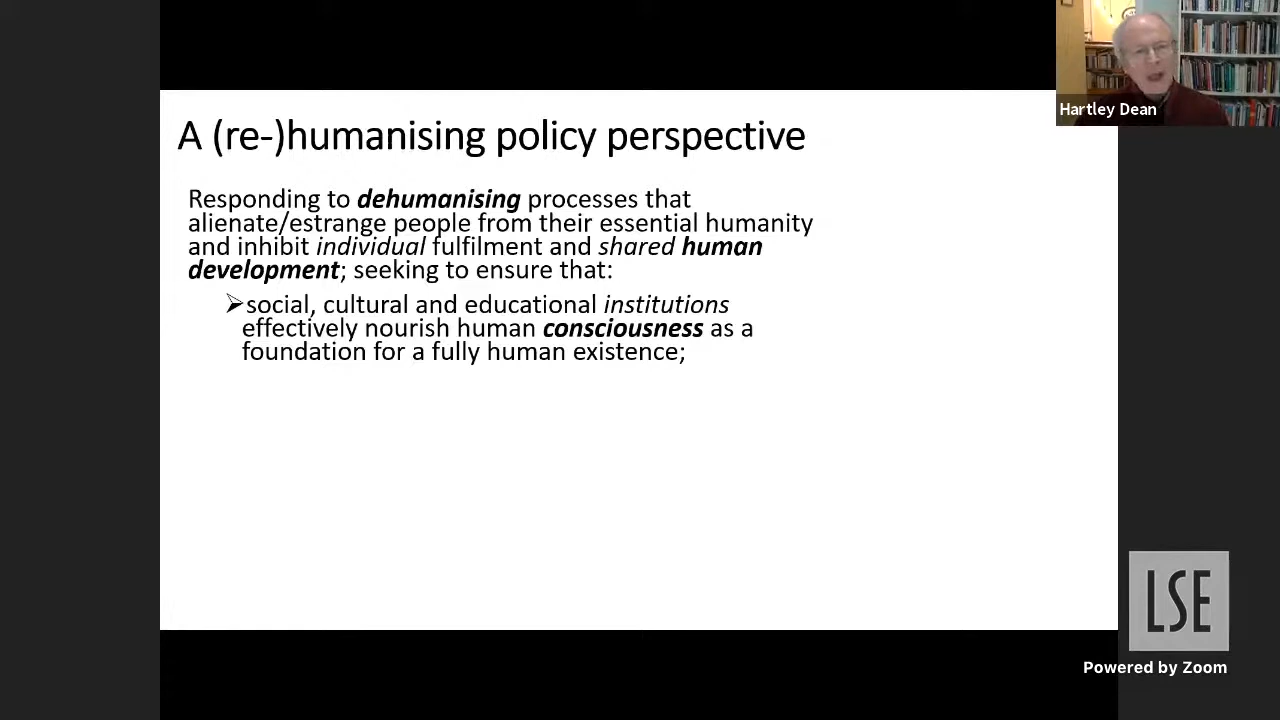 A (re-)humanising policy perspective
Hartley Dean
Responding to dehumanising processes that
alienate/estrange people from their essential humanity
and inhibit individual fulfilment and shared human
development; seeking to ensure that:
➢social, cultural and educational institutions
effectively nourish human consciousness as a
foundation for a fully human existence;
LSE
Powered by Zoom